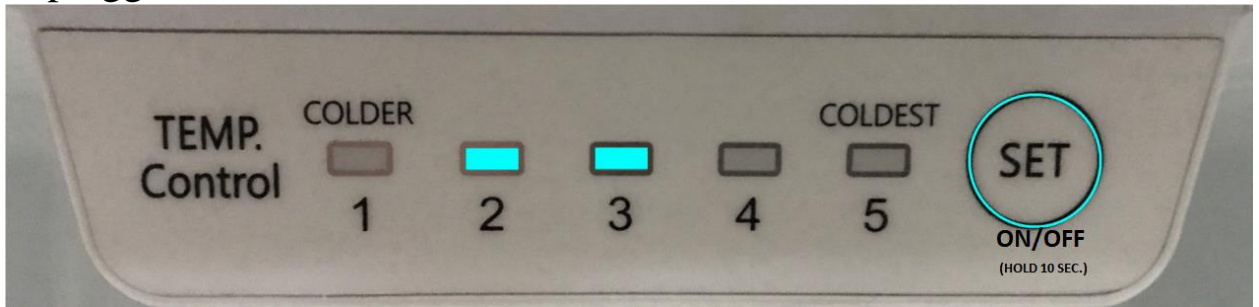 TEMP.
Control
COLDER
COLDEST
1 2 3 4 5
SET
ON/OFF
(HOLD 10 SEC.)